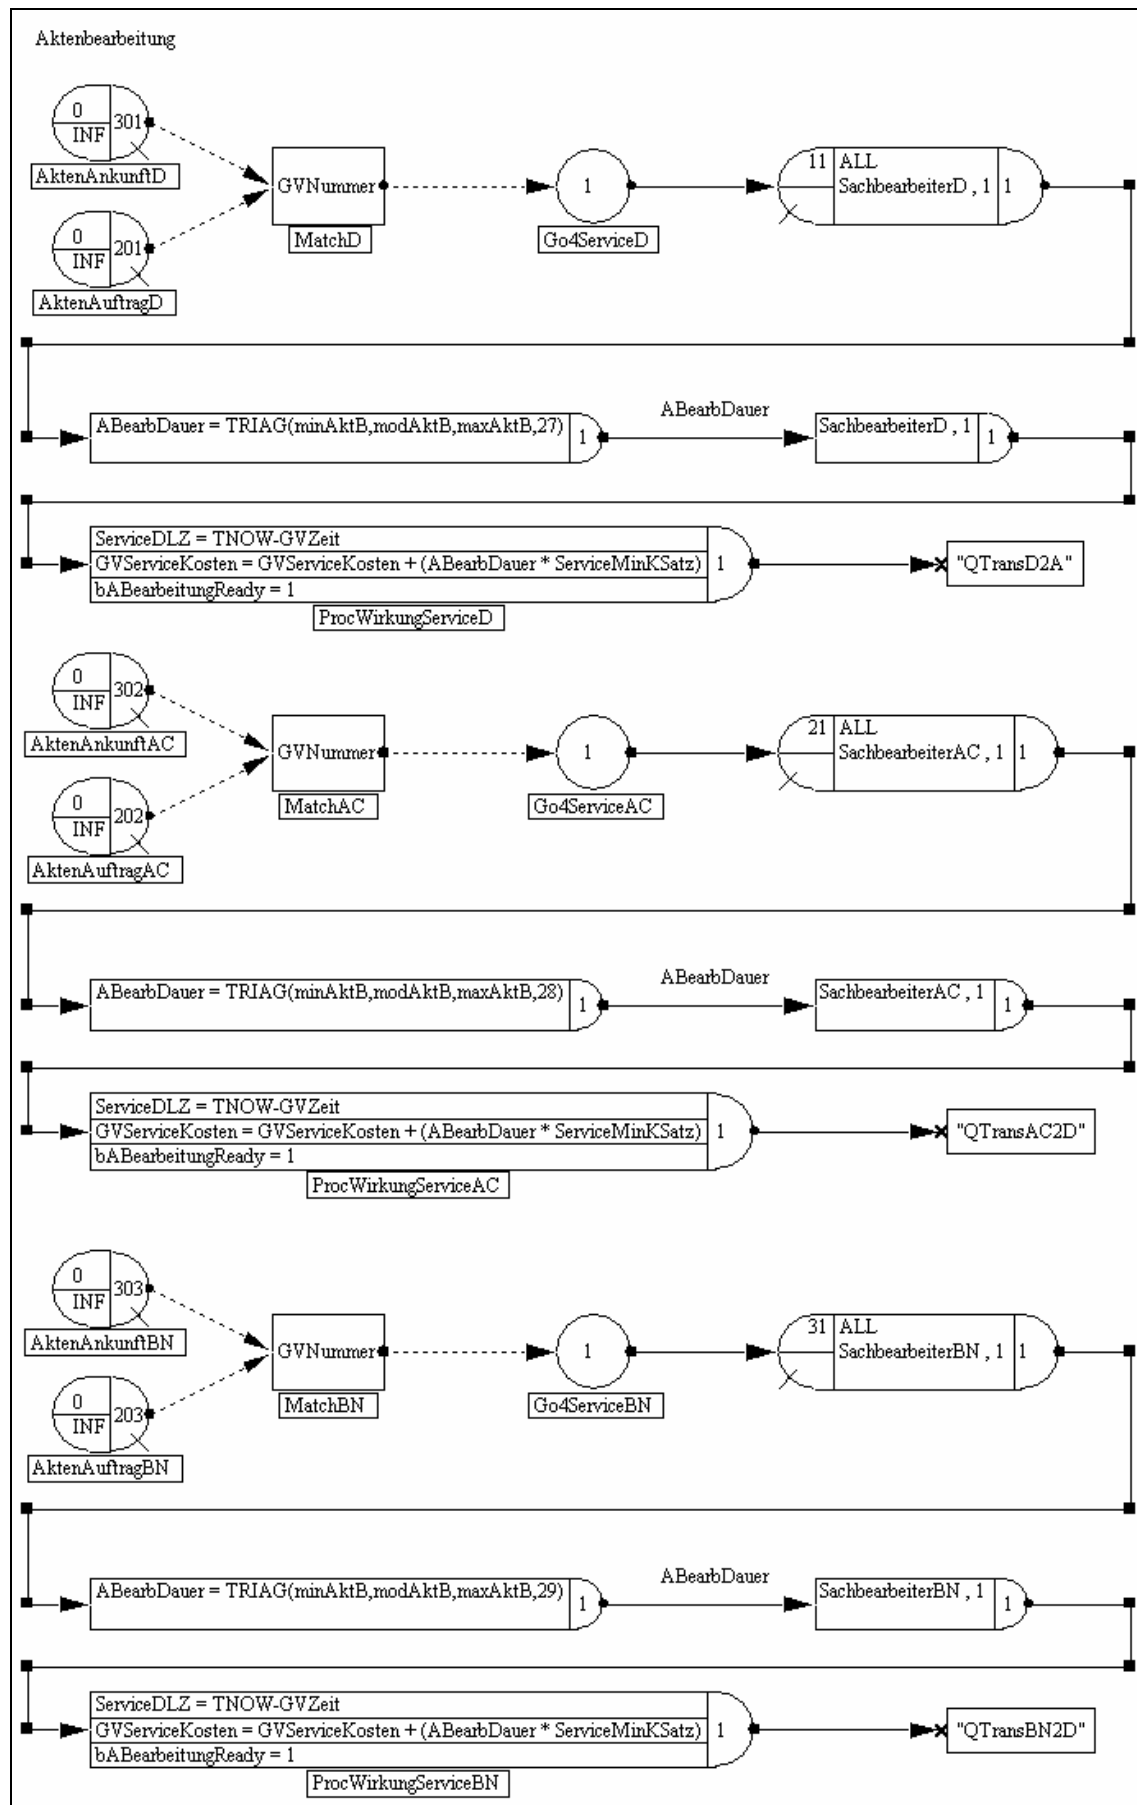 Aktenbearbeitung
0
INF
301
AktenAnkunftD
0
INF
201
AktenAuftragD
GVNummer
MatchD
1
Go4ServiceD
11
ALL
SachbearbeiterD , 1
1
ABearbDauer = TRIAG(minAktB,modAktB,maxAktB,27)
1
ABearbDauer
SachbearbeiterD , 1
1
ServiceDLZ = TNOW-GVZeit
GVServiceKosten = GVServiceKosten + (ABearbDauer * ServiceMinKSatz)
bABearbeitungReady = 1
1
ProcWirkungServiceD
"QTransD2A"
0
INF
302
AktenAnkunftAC
0
INF
202
AktenAuftragAC
GVNummer
MatchAC
1
Go4ServiceAC
21
ALL
SachbearbeiterAC , 1
1
ABearbDauer = TRIAG(minAktB,modAktB,maxAktB,28)
1
ABearbDauer
SachbearbeiterAC , 1
1
ServiceDLZ = TNOW-GVZeit
GVServiceKosten = GVServiceKosten + (ABearbDauer * ServiceMinKSatz)
bABearbeitungReady = 1
1
ProcWirkungServiceAC
"QTransAC2D"
0
INF
303
AktenAnkunftBN
0
INF
203
AktenAuftragBN
GVNummer
MatchBN
1
Go4ServiceBN
31
ALL
SachbearbeiterBN , 1
1
ABearbDauer = TRIAG(minAktB,modAktB,maxAktB,29)
1
ABearbDauer
SachbearbeiterBN , 1
1
ServiceDLZ = TNOW-GVZeit
GVServiceKosten = GVServiceKosten + (ABearbDauer * ServiceMinKSatz)
bABearbeitungReady = 1
1
ProcWirkungServiceBN
"QTransBN2D"